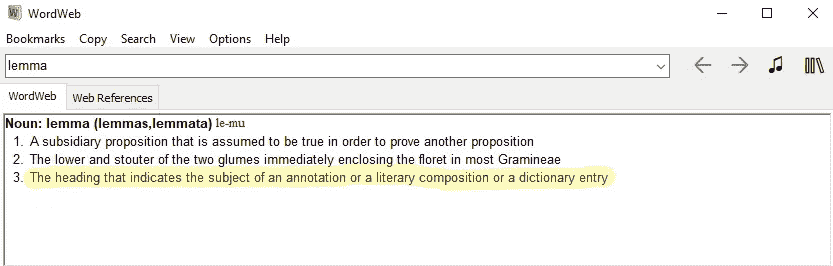 WordWeb
Bookmarks Copy Search View Options Help
lemma
WordWeb Web References
Noun: lemma (lemmas,lemmata) le-mu
1. A subsidiary proposition that is assumed to be true in order to prove another proposition
2. The lower and stouter of the two glumes immediately enclosing the floret in most Gramineae
3. The heading that indicates the subject of an annotation or a literary composition or a dictionary entry